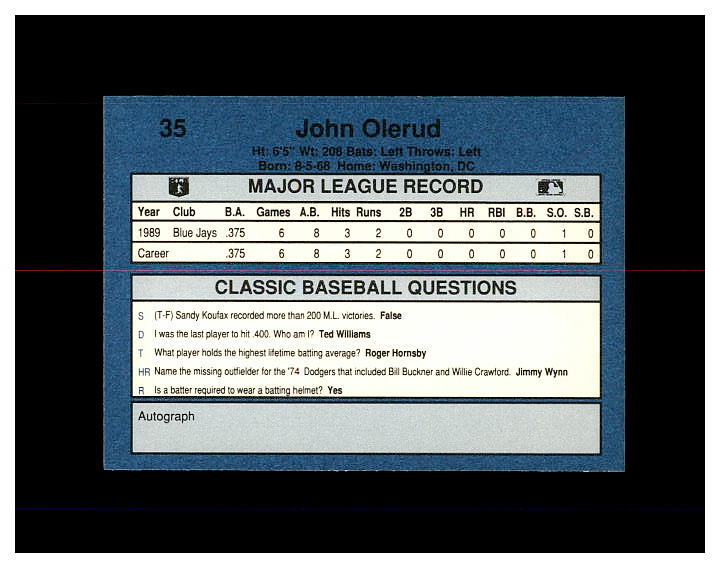 35 John Olerud
Ht: 6'5" Wt: 208 Bats: Left Throws: Left
Born: 8-5-68 Home: Washington, DC
MAJOR LEAGUE RECORD
Year Club B.A. Games A.B. Hits Runs 2B 3B HR RBI B.B. S.O. S.B.
1989 Blue Jays .375 6 8 3 2 0 0 0 0 0 1 0
Career .375 6 8 3 2 0 0 0 0 0 1 0
CLASSIC BASEBALL QUESTIONS
S (T-F) Sandy Koufax recorded more than 200 M.L. victories. False
D I was the last player to hit .400. Who am I? Ted Williams
T What player holds the highest lifetime batting average? Roger Hornsby
HR Name the missing outfielder for the '74 Dodgers that included Bill Buckner and Willie Crawford. Jimmy Wynn
R Is a batter required to wear a batting helmet? Yes
Autograph